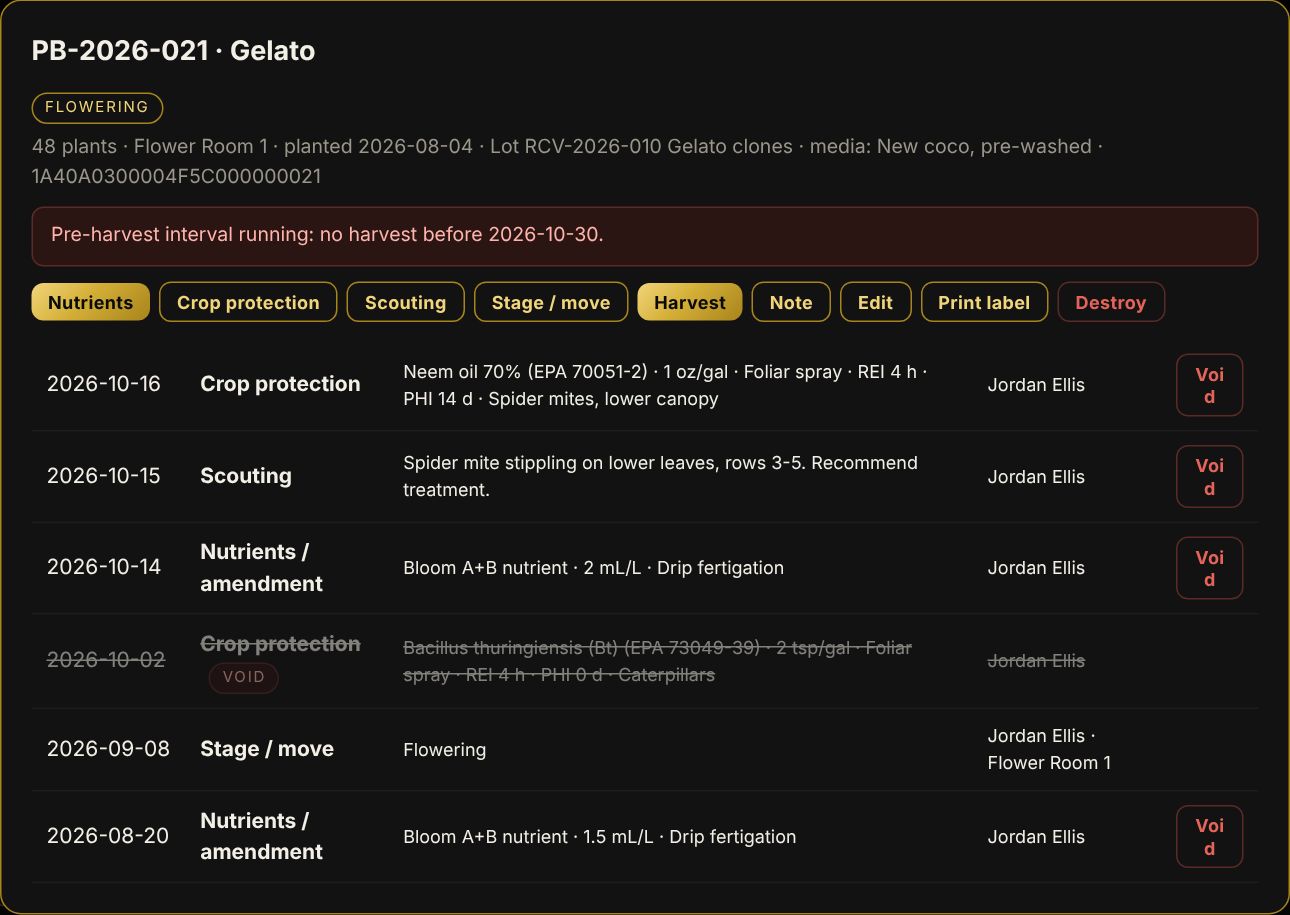 PB-2026-021 · Gelato
FLOWERING
48 plants · Flower Room 1 · planted 2026-08-04 · Lot RCV-2026-010 Gelato clones · media: New coco, pre-washed ·
1A40A0300004F5C000000021
Pre-harvest interval running: no harvest before 2026-10-30.
Nutrients Crop protection Scouting Stage / move Harvest Note Edit Print label Destroy
2026-10-16 Crop protection Neem oil 70% (EPA 70051-2) · 1 oz/gal · Foliar spray · REI 4 h ·
PHI 14 d · Spider mites, lower canopy
Jordan Ellis
Voi
d
2026-10-15 Scouting Spider mite stippling on lower leaves, rows 3-5. Recommend
treatment.
Jordan Ellis
Voi
d
2026-10-14
Nutrients /
amendment
Bloom A+B nutrient · 2 mL/L · Drip fertigation
Jordan Ellis
Voi
d
2026-10-02
Crop protection
VOID
Bacillus thuringiensis (Bt) (EPA 73049-39) · 2 tsp/gal · Foliar
spray · REI 4 h · PHI 0 d · Caterpillars
Jordan Ellis
2026-09-08 Stage / move Flowering
Jordan Ellis ·
Flower Room 1
2026-08-20
Nutrients /
amendment
Bloom A+B nutrient · 1.5 mL/L · Drip fertigation
Jordan Ellis
Voi
d